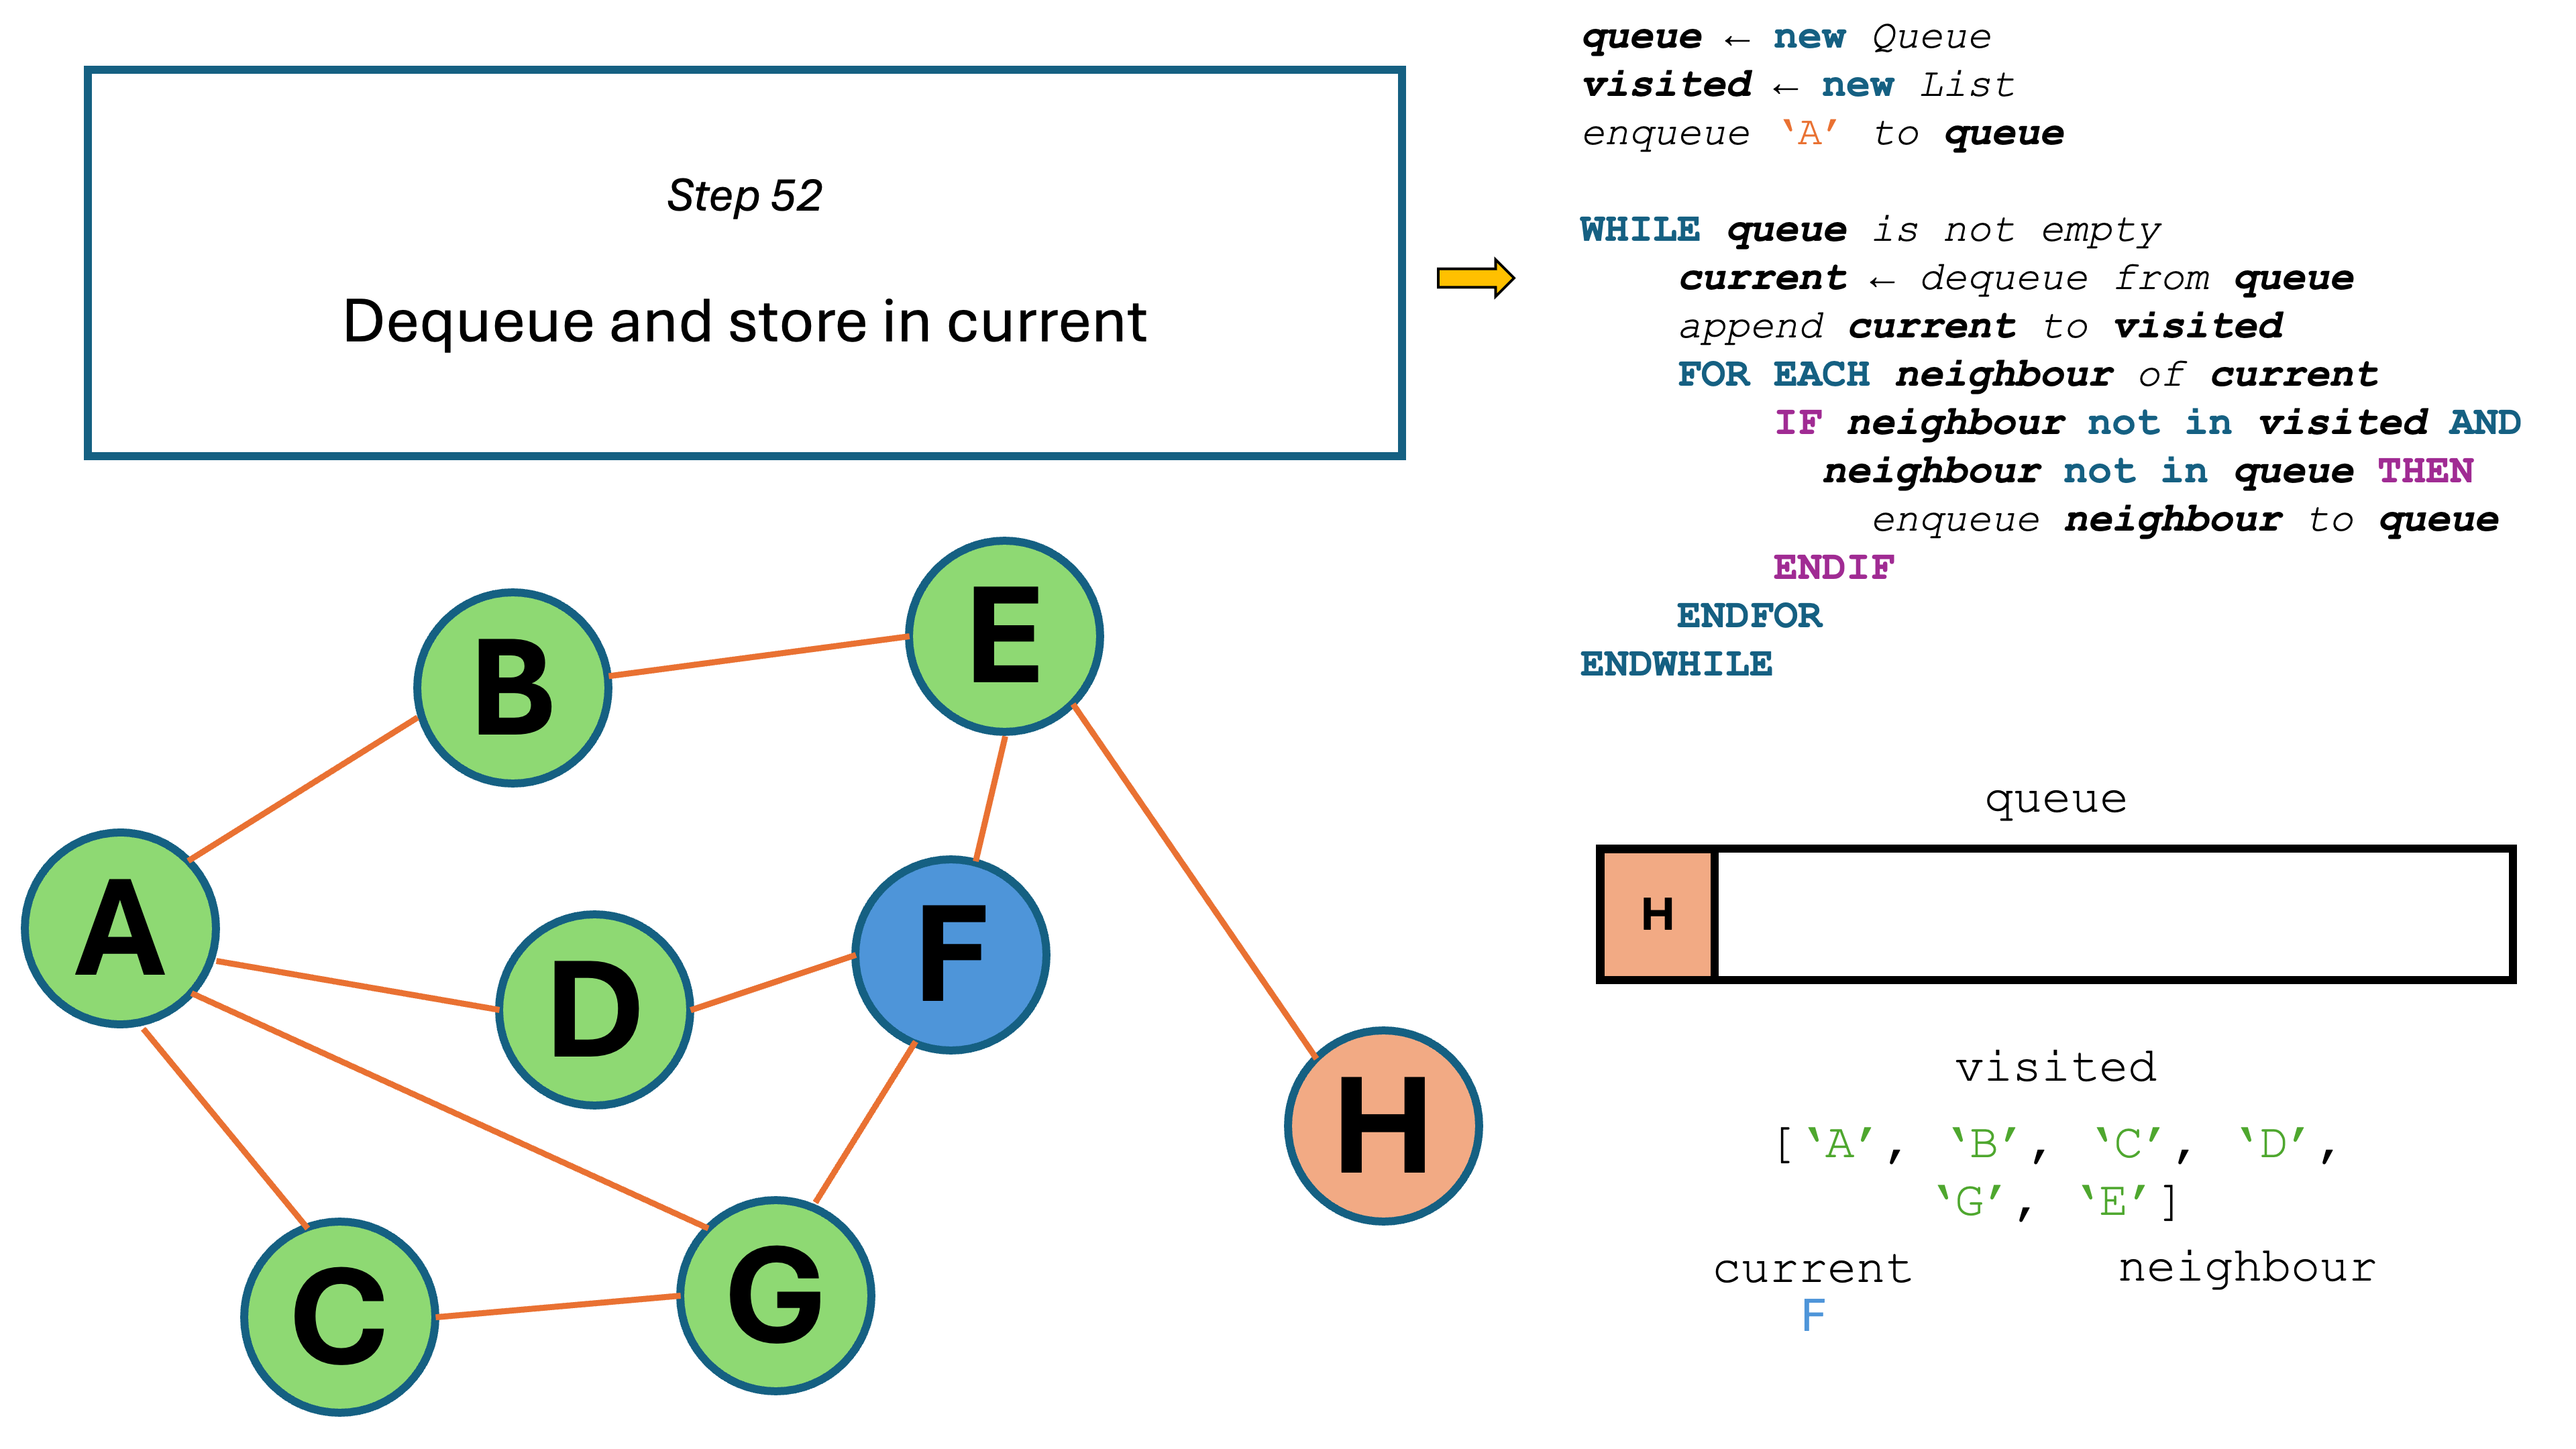 Step 52
Dequeue and store in current
queue ← new Queue
visited ← new List
enqueue ‘A’ to queue
WHILE queue is not empty
current ← dequeue from queue
append current to visited
FOR EACH neighbour of current
IF neighbour not in visited AND
neighbour not in queue THEN
enqueue neighbour to queue
ENDIF
ENDFOR
ENDWHILE
B
E
A
D
F
H
C
G
queue
H
visited
[‘A’, ‘B’, ‘C’, ‘D’,
‘G’, ‘E’]
current
F
neighbour